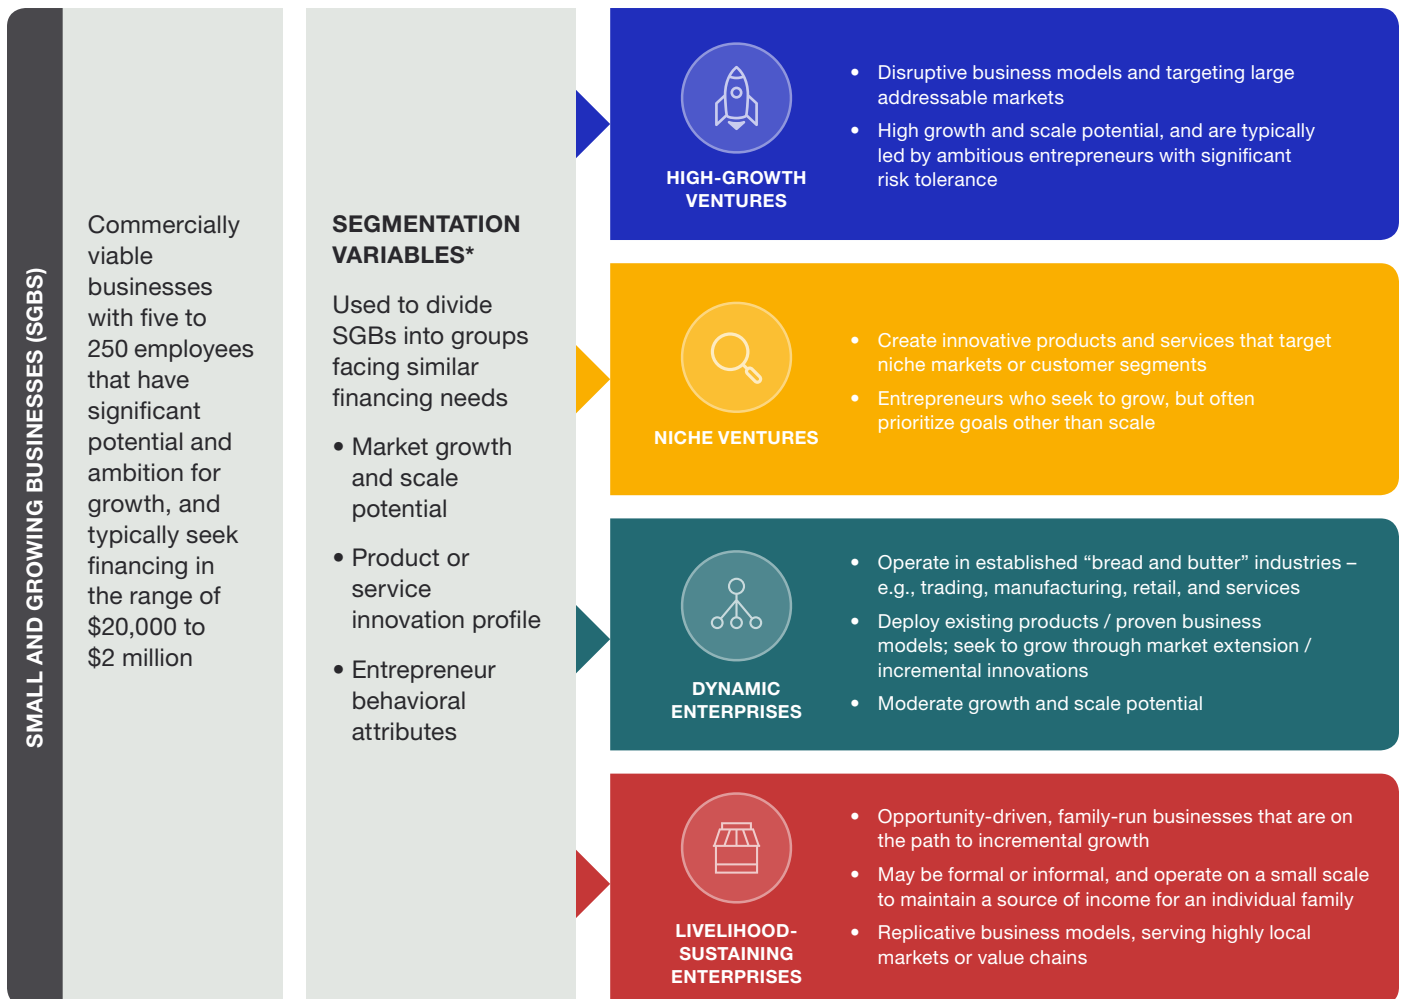 SMALL AND GROWING BUSINESSES (SGBS)
Commercially
viable
businesses
with five to
250 employees
that have
significant
potential and
ambition for
growth, and
typically seek
financing in
the range of
$20,000 to
$2 million
SEGMENTATION
VARIABLES*
Used to divide
SGBs into groups
facing similar
financing needs
• Market growth
and scale
potential
• Product or
service
innovation profile
• Entrepreneur
behavioral
attributes
HIGH-GROWTH
VENTURES
• Disruptive business models and targeting large
addressable markets
• High growth and scale potential, and are typically
led by ambitious entrepreneurs with significant
risk tolerance
NICHE VENTURES
• Create innovative products and services that target
niche markets or customer segments
• Entrepreneurs who seek to grow, but often
prioritize goals other than scale
DYNAMIC
ENTERPRISES
• Operate in established “bread and butter” industries –
e.g., trading, manufacturing, retail, and services
• Deploy existing products / proven business
models; seek to grow through market extension /
incremental innovations
• Moderate growth and scale potential
LIVELIHOOD-
SUSTAINING
ENTERPRISES
• Opportunity-driven, family-run businesses that are on
the path to incremental growth
• May be formal or informal, and operate on a small scale
to maintain a source of income for an individual family
• Replicative business models, serving highly local
markets or value chains